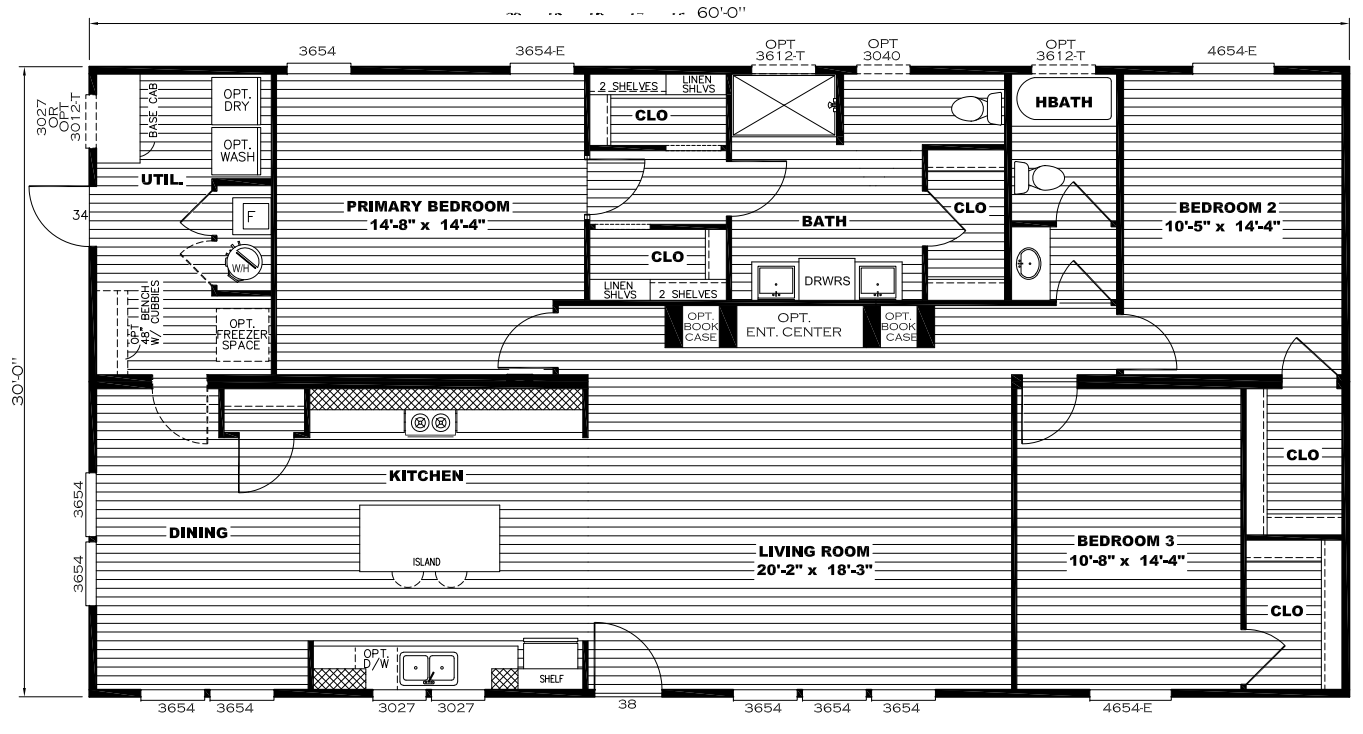 60'-0"
3654
3654-E
OPT
3612-T
OPT
3040
OPT
3612-T
4654-E
3027
OR
OPT
3012-T
BASE CAB
OPT.
DRY
OPT.
WASH
UTIL.
34
F
W/H
OPT
48" BENCH
W/ CUBBIES
OPT.
FREEZER
SPACE
PRIMARY BEDROOM
14'-8" x 14'-4"
2 SHELVES
LINEN
SHLVS
CLO
CLO
LINEN
SHLVS
2 SHELVES
BATH
DRWRS
CLO
HBATH
BEDROOM 2
10'-5" x 14'-4"
OPT.
BOOK
CASE
OPT.
ENT. CENTER
OPT.
BOOK
CASE
30'-0"
KITCHEN
DINING
ISLAND
LIVING ROOM
20'-2" x 18'-3"
BEDROOM 3
10'-8" x 14'-4"
CLO
CLO
3654
3654
OPT.
D/W
SHELF
3654
3654
3027
3027
38
3654
3654
3654
4654-E